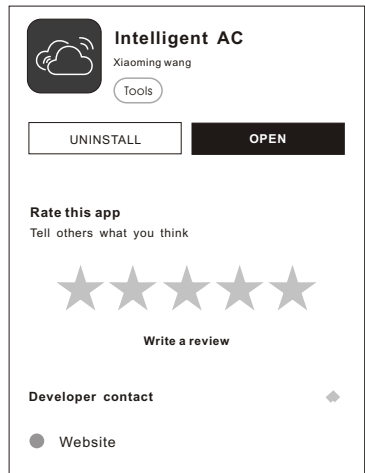 Intelligent AC
Xiaoming wang
Tools
UNINSTALL
OPEN
Rate this app
Tell others what you think
Write a review
Developer contact
Website